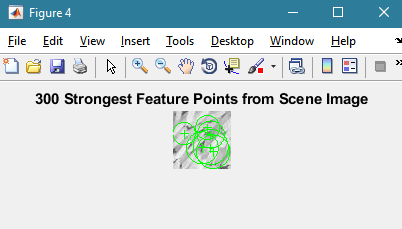 Figure 4
File Edit View Insert Tools Desktop Window Help
300 Strongest Feature Points from Scene Image